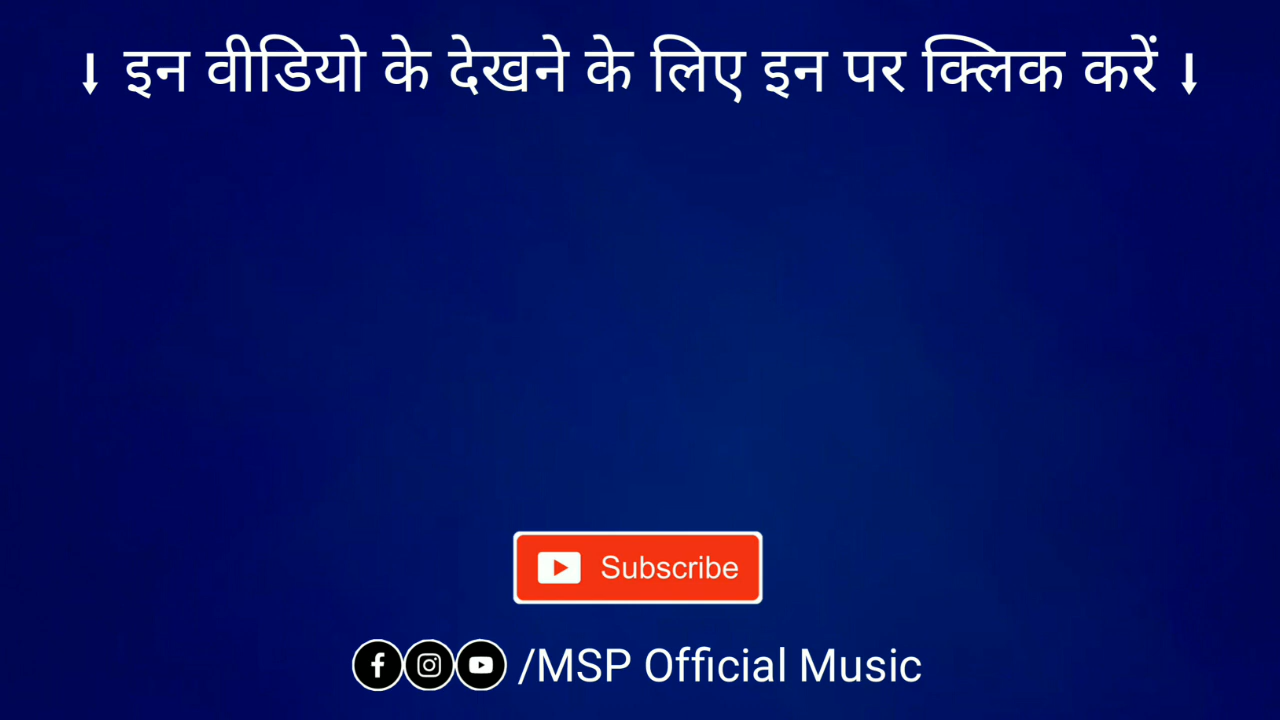 ⬇ इन वीडियो के देखने के लिए इन पर क्लिक करें ⬇
Subscribe
/MSP Official Music